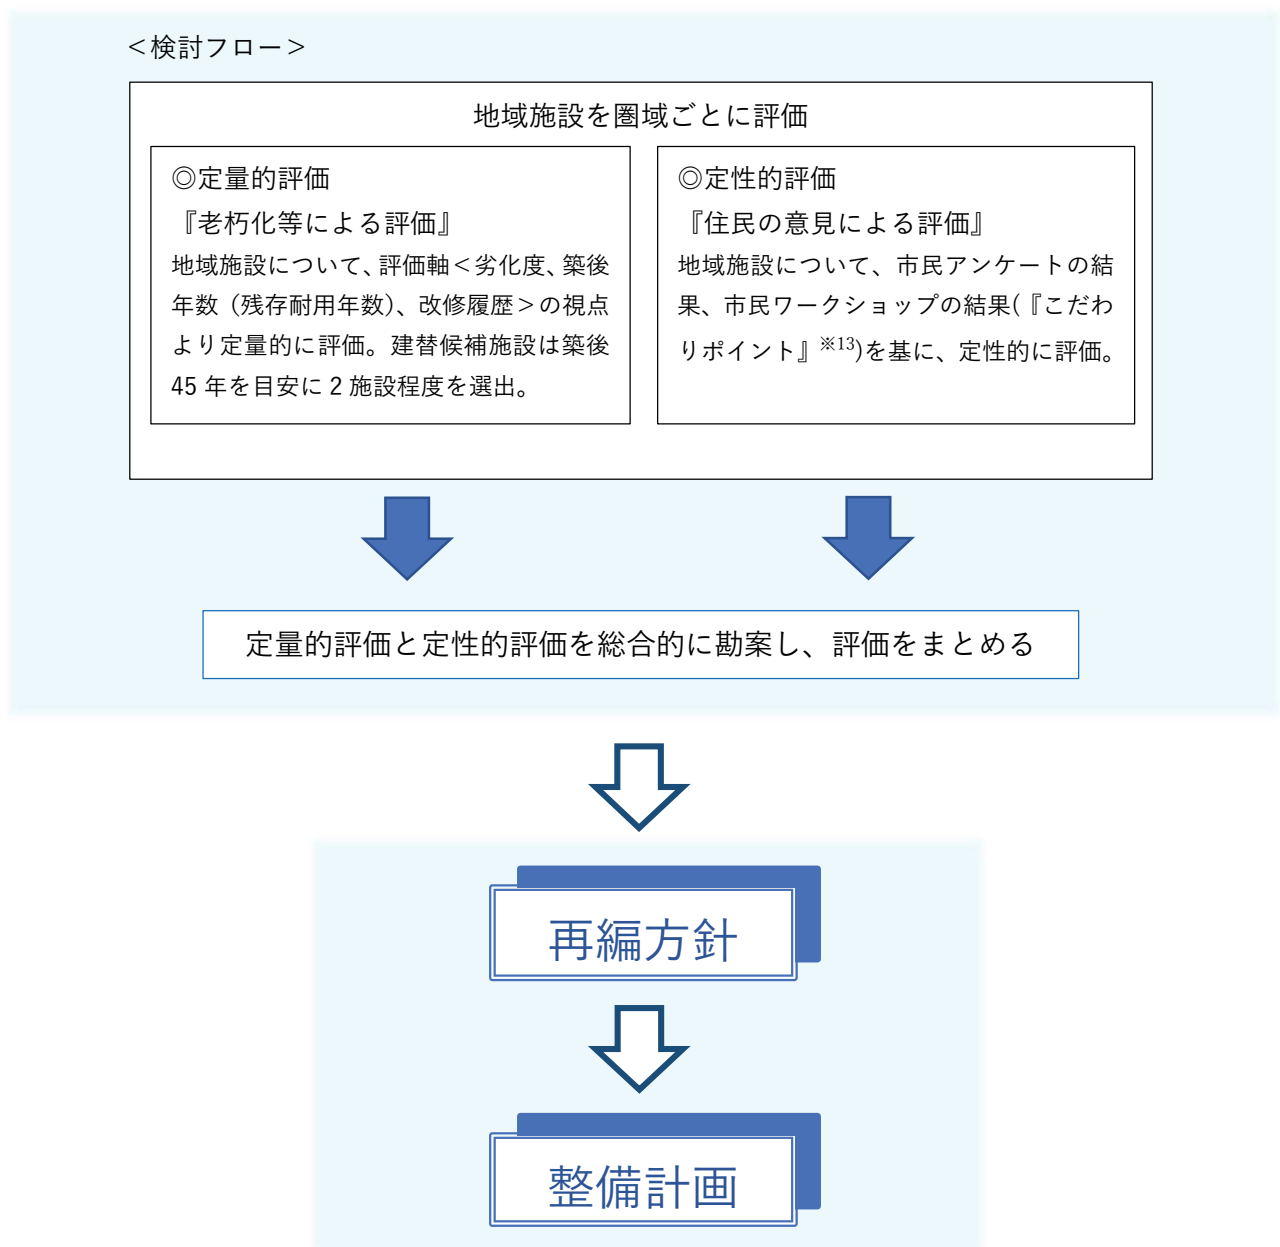 ＜検討フロー＞
地域施設を圏域ごとに評価
◎定量的評価
『老朽化等による評価』
地域施設について、評価軸＜劣化度、築後
年数（残存耐用年数）、改修履歴＞の視点
より定量的に評価。建替候補施設は築後
45 年を目安に 2 施設程度を選出。
◎定性的評価
『住民の意見による評価』
地域施設について、市民アンケートの結
果、市民ワークショップの結果(『こだわ
りポイント』※13)を基に、定性的に評価。
定量的評価と定性的評価を総合的に勘案し、評価をまとめる
再編方針
整備計画